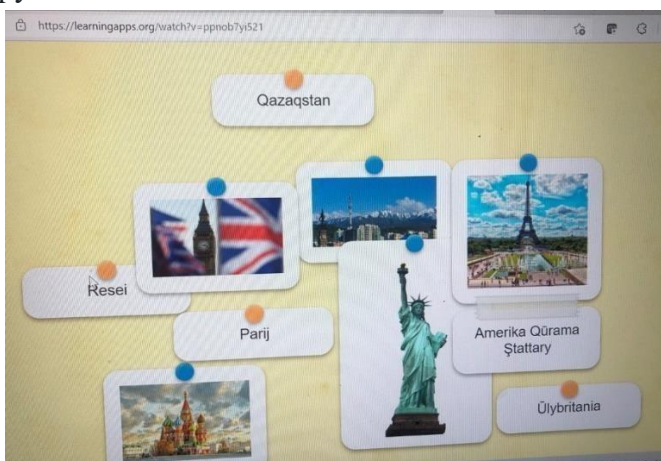 https://learningapps.org/watch?v=ppnob7yi521
Qazaqstan
Resei
Parij
Amerika Qūrama
Ştattary
Ūlybritania